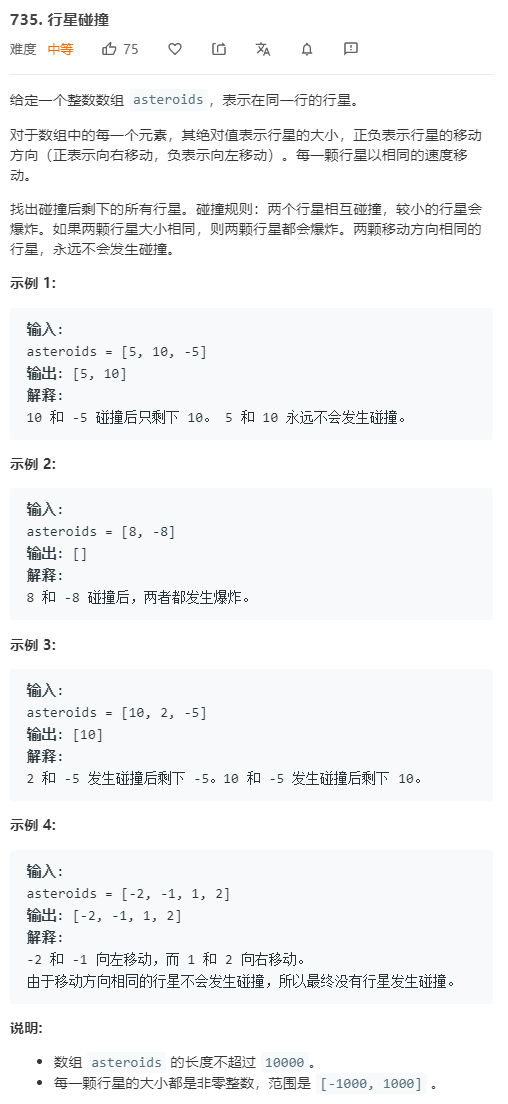 735. 行星碰撞
难度 中等 75
给定一个整数数组 asteroids，表示在同一行的行星。
对于数组中的每一个元素，其绝对值表示行星的大小，正负表示行星的移动
方向（正表示向右移动，负表示向左移动）。每一颗行星以相同的速度移
动。
找出碰撞后剩下的所有行星。碰撞规则：两个行星相互碰撞，较小的行星会
爆炸。如果两颗行星大小相同，则两颗行星都会爆炸。两颗移动方向相同的
行星，永远不会发生碰撞。
示例 1:
输入:
asteroids = [5, 10, -5]
输出: [5, 10]
解释:
10 和 -5 碰撞后只剩下 10。 5 和 10 永远不会发生碰撞。
示例 2:
输入:
asteroids = [8, -8]
输出: []
解释:
8 和 -8 碰撞后，两者都发生爆炸。
示例 3:
输入:
asteroids = [10, 2, -5]
输出: [10]
解释:
2 和 -5 发生碰撞后剩下 -5。10 和 -5 发生碰撞后剩下 10。
示例 4:
输入:
asteroids = [-2, -1, 1, 2]
输出: [-2, -1, 1, 2]
解释:
-2 和 -1 向左移动，而 1 和 2 向右移动。
由于移动方向相同的行星不会发生碰撞，所以最终没有行星发生碰撞。
说明:
• 数组 asteroids 的长度不超过 10000。
• 每一颗行星的大小都是非零整数，范围是 [-1000, 1000] 。